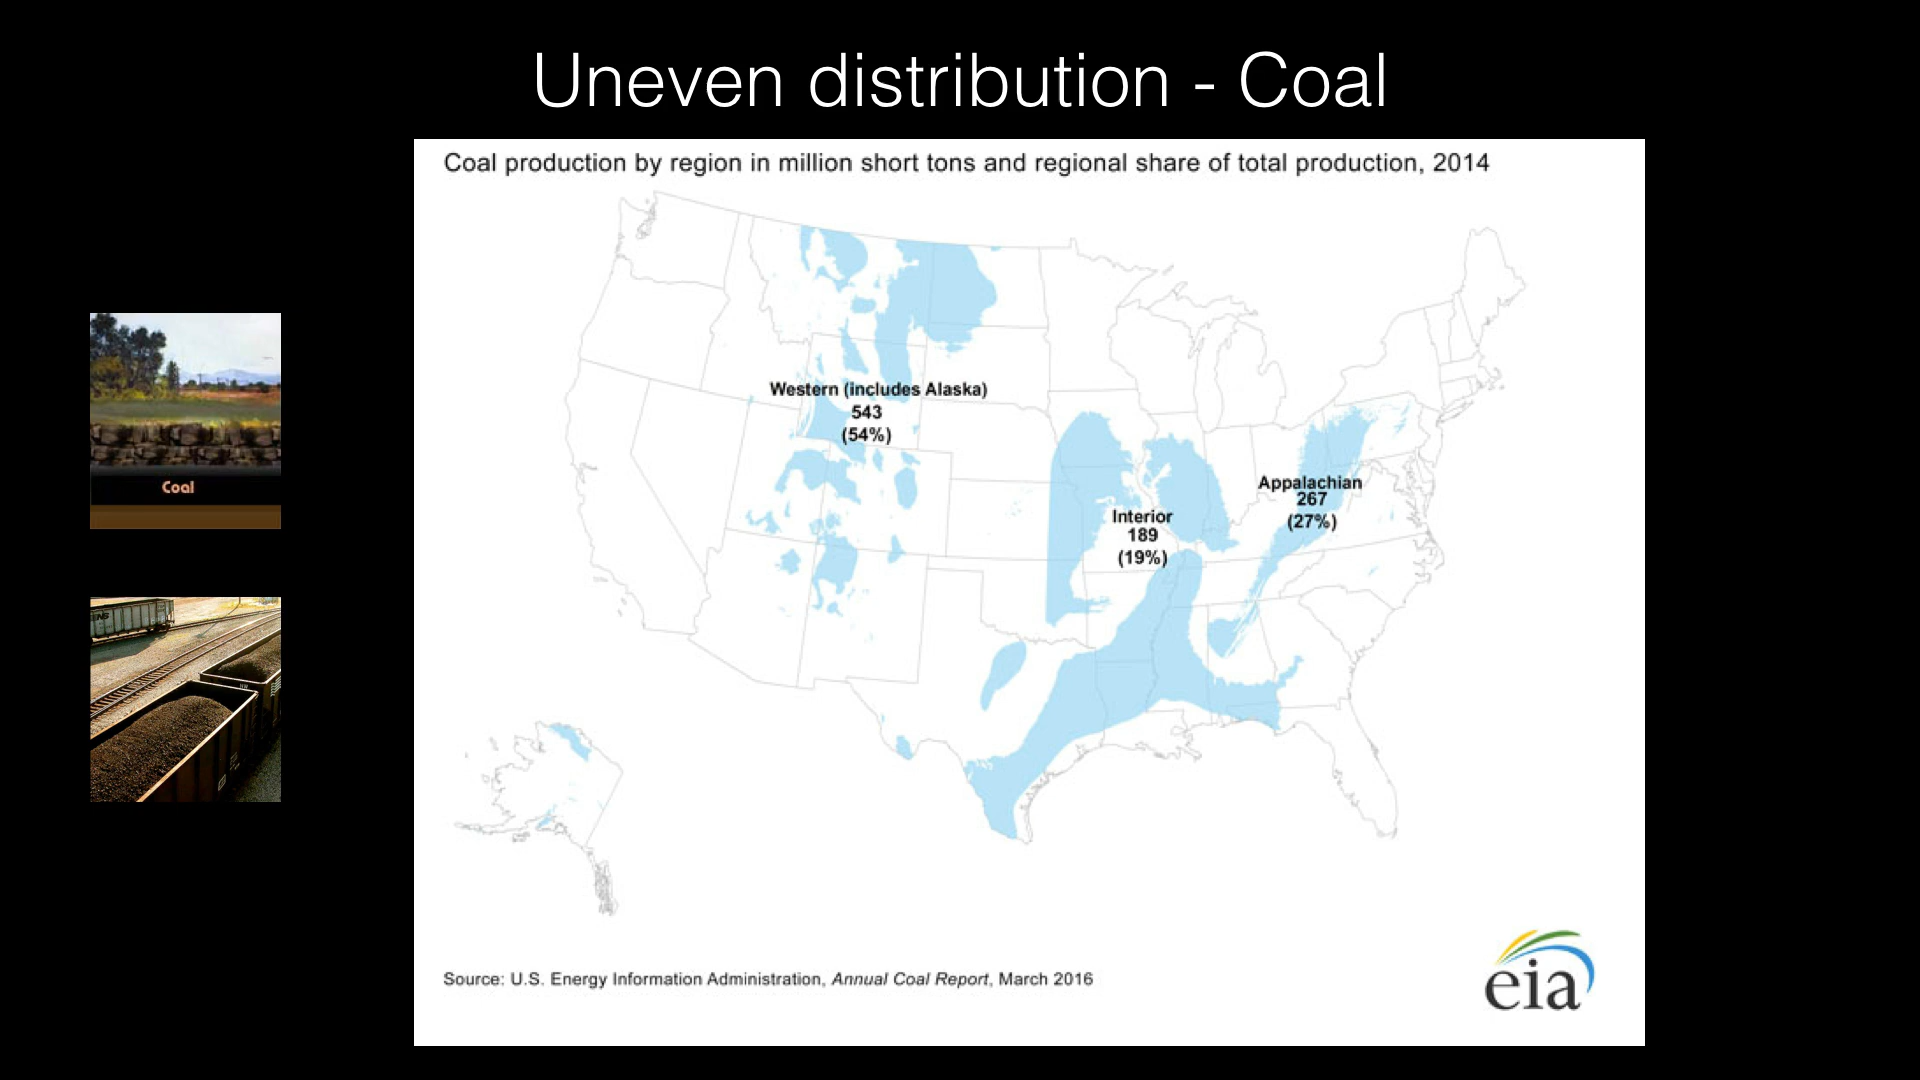 Uneven distribution - Coal
Coal production by region in million short tons and regional share of total production, 2014
Western (includes Alaska)
543
(54%)
Appalachian
267
(27%)
Interior
189
(19%)
Coal
Source: U.S. Energy Information Administration, Annual Coal Report, March 2016
eia